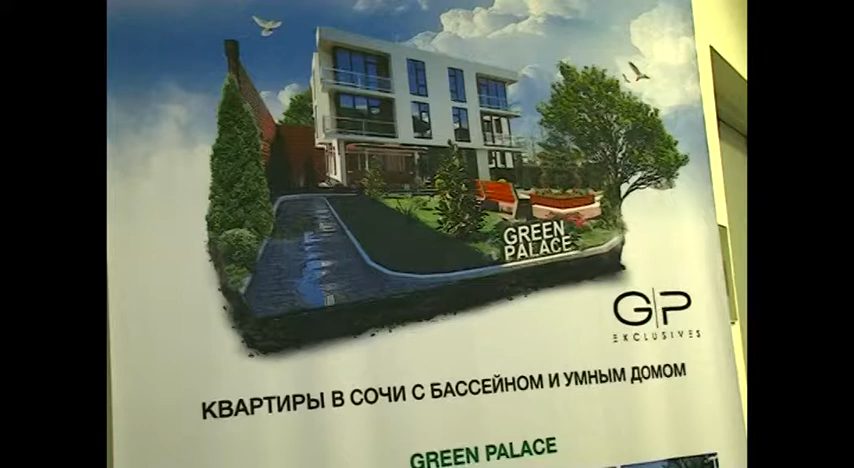 GREEN
PALACE
G|P
EXCLUSIVES
КВАРТИРЫ В СОЧИ С БАССЕЙНОМ И УМНЫМ ДОМОМ
GREEN PALACE